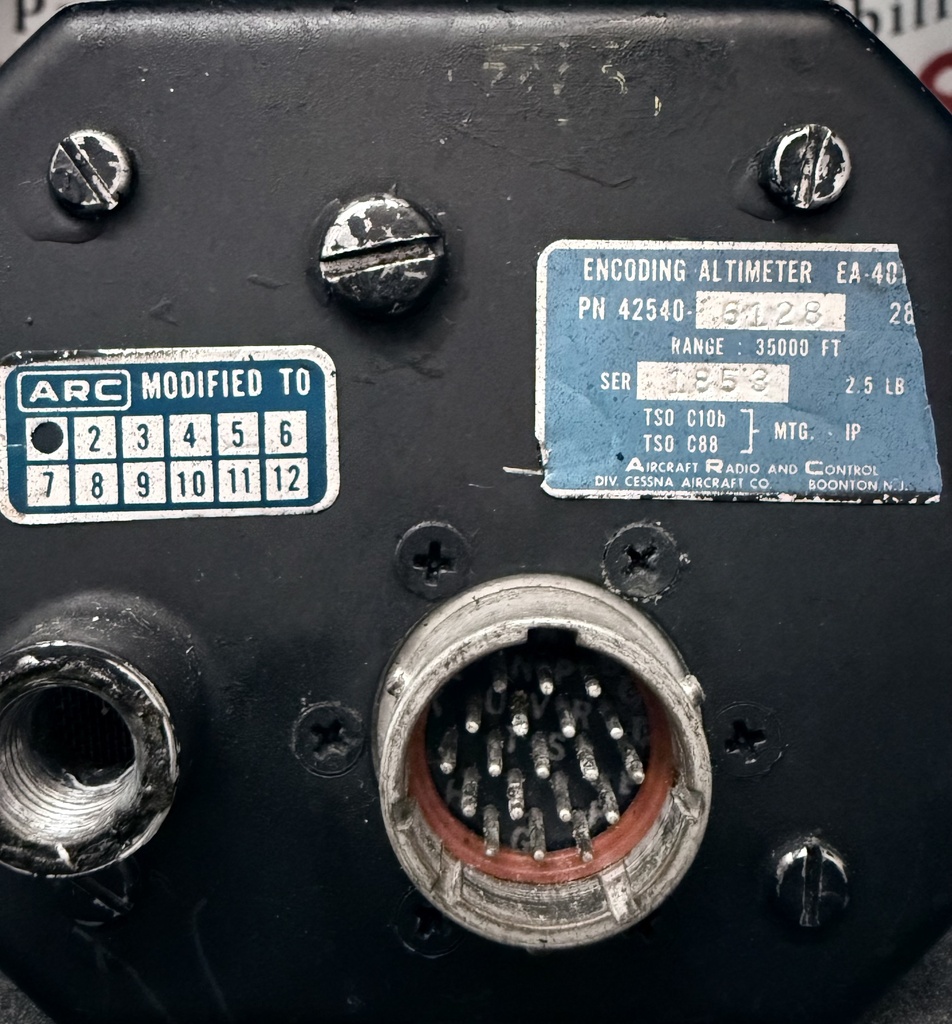 ENCODING ALTIMETER EA-401
PN 42540-6128 28
RANGE : 35000 FT
SER 1853 2.5 LB
TSO C10b
TSO C88
MTG. IP
AIRCRAFT RADIO AND CONTROL
DIV. CESSNA AIRCRAFT CO. BOONTON, N.J.
ARC MODIFIED TO
2 3 4 5 6
7 8 9 10 11 12